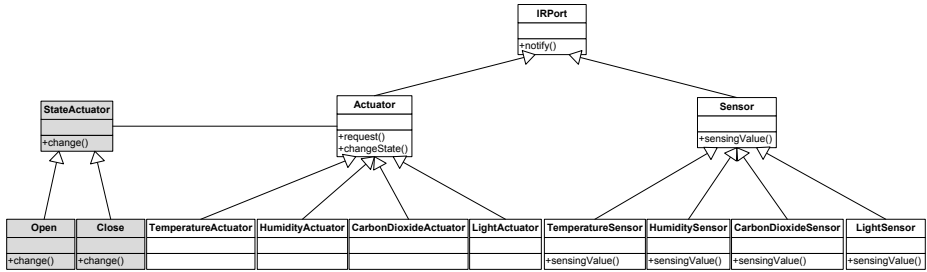 IRPort
+notify()
StateActuator
+change()
Actuator
+request()
+changeState()
Sensor
+sensingValue()
Open
+change()
Close
+change()
TemperatureActuator
HumidityActuator
CarbonDioxideActuator
LightActuator
TemperatureSensor
+sensingValue()
HumiditySensor
+sensingValue()
CarbonDioxideSensor
+sensingValue()
LightSensor
+sensingValue()